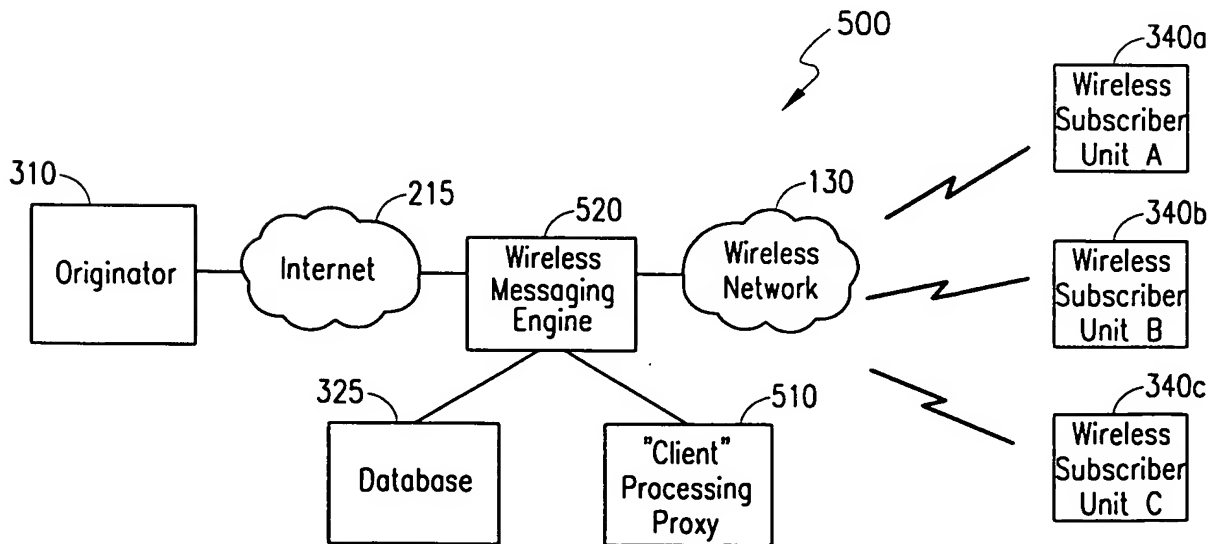 500
340a
Wireless
Subscriber
Unit A
310
Originator
215
Internet
520
Wireless
Messaging
Engine
130
Wireless
Network
340b
Wireless
Subscriber
Unit B
325
Database
510
"Client"
Processing
Proxy
340c
Wireless
Subscriber
Unit C